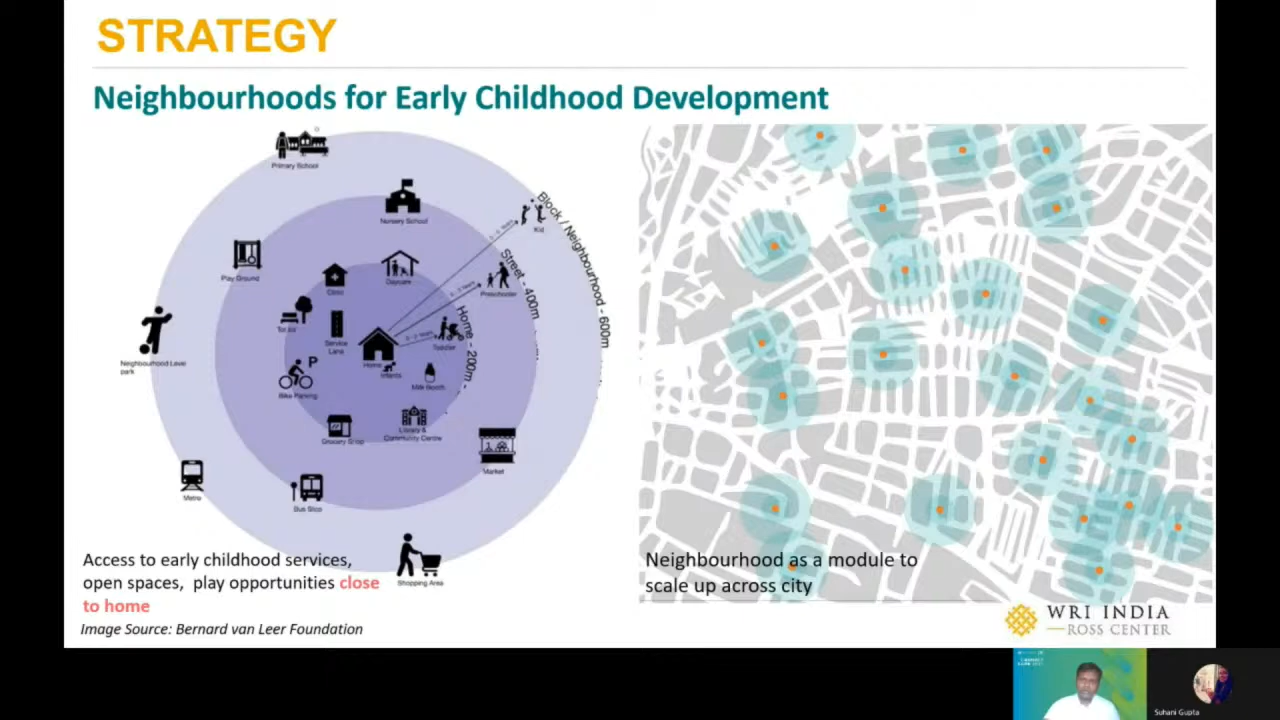 STRATEGY
Neighbourhoods for Early Childhood Development
Primary School
Nursery School
Kid
Block / Neighbourhood - 600m
Play Ground
Clinic
Daycare
Street - 400m
Preschooler
Home - 200m
Tot lot
Service
Lane
Toddler
Home
Infants
Neighbourhood Level
park
P
Bike Parking
Milk Booth
Grocery Shop
Library &
Community Centre
Market
Metro
Bus Stop
Shopping Area
Access to early childhood services,
open spaces, play opportunities close
to home
Image Source: Bernard van Leer Foundation
Neighbourhood as a module to
scale up across city
WRI INDIA
ROSS CENTER
Suhani Gupta